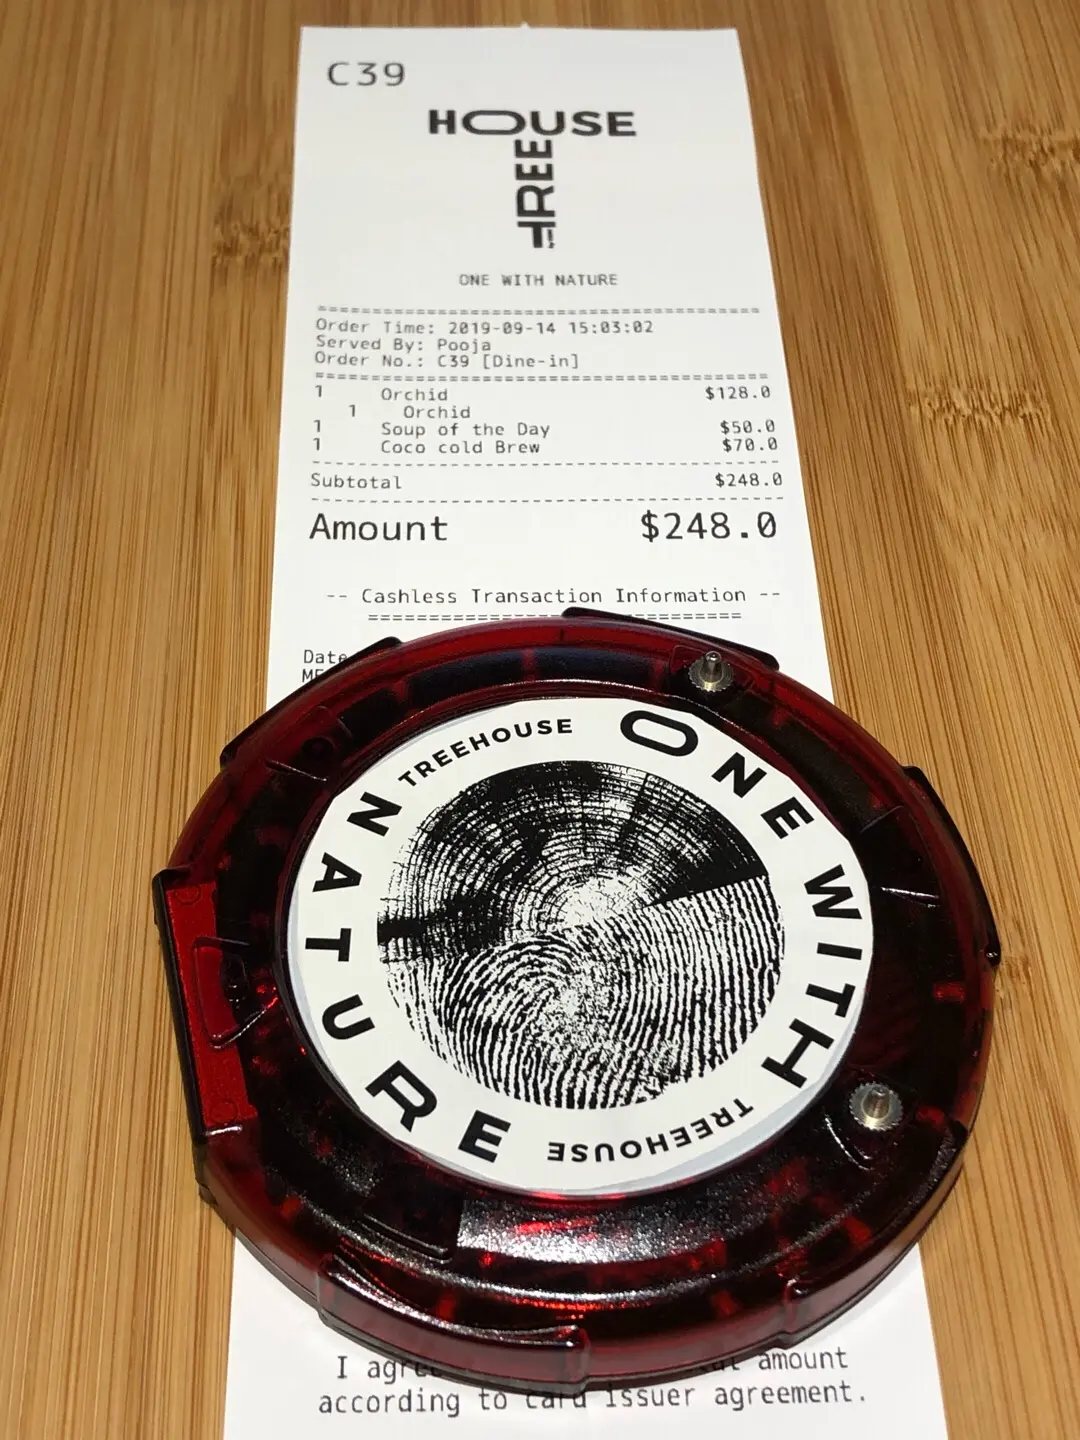 C39
HOUSE
TREE
ONE WITH NATURE
Order Time: 2019-09-14 15:03:02
Served By: Pooja
Order No.: C39 [Dine-in]
1 Orchid $128.0
1 Orchid
1 Soup of the Day $50.0
1 Coco cold Brew $70.0
Subtotal $248.0
Amount $248.0
-- Cashless Transaction Information --
Date
TREEHOUSE
ONE WITH
NATURE
TREEHOUSE
I amount
according to card issuer agreement.